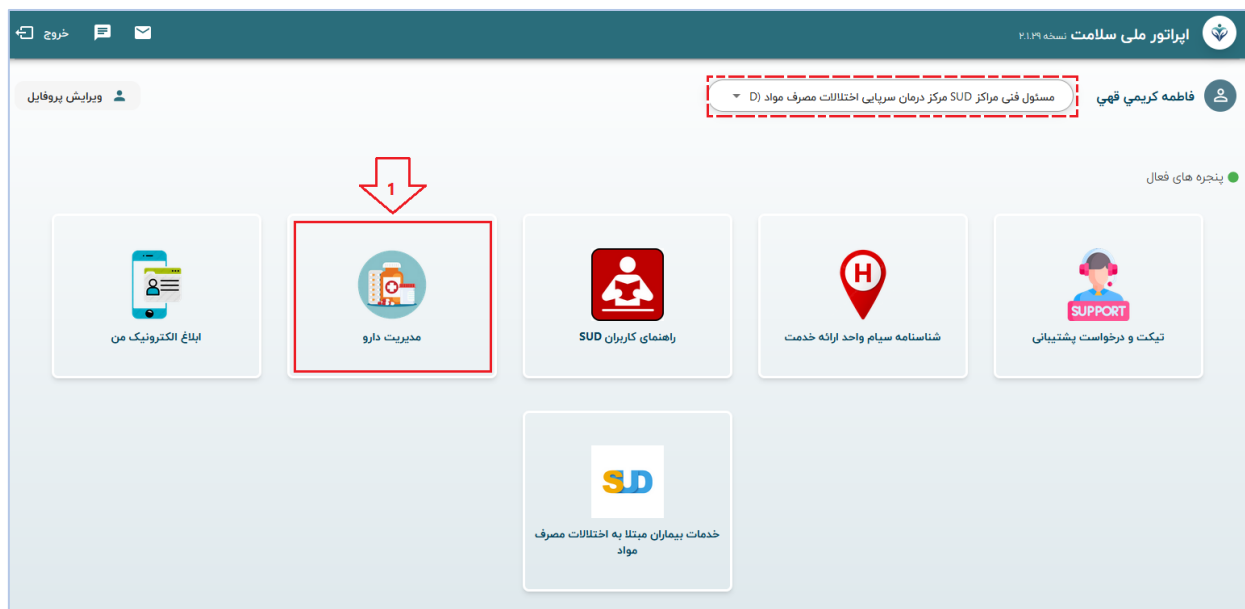 اپراتور ملی سلامت نسخه ۲.۱.۲۹
خروج
فاطمه کریمي قهي
مسئول فنی مراکز SUD مرکز درمان سرپایی اختلالات مصرف مواد (D
ویرایش پروفایل
پنجره های فعال
1
SUPPORT
تیکت و درخواست پشتیبانی
H
شناسنامه سیام واحد ارائه خدمت
راهنمای کاربران SUD
مدیریت دارو
ابلاغ الکترونیک من
SUD
خدمات بیماران مبتلا به اختلالات مصرف
مواد